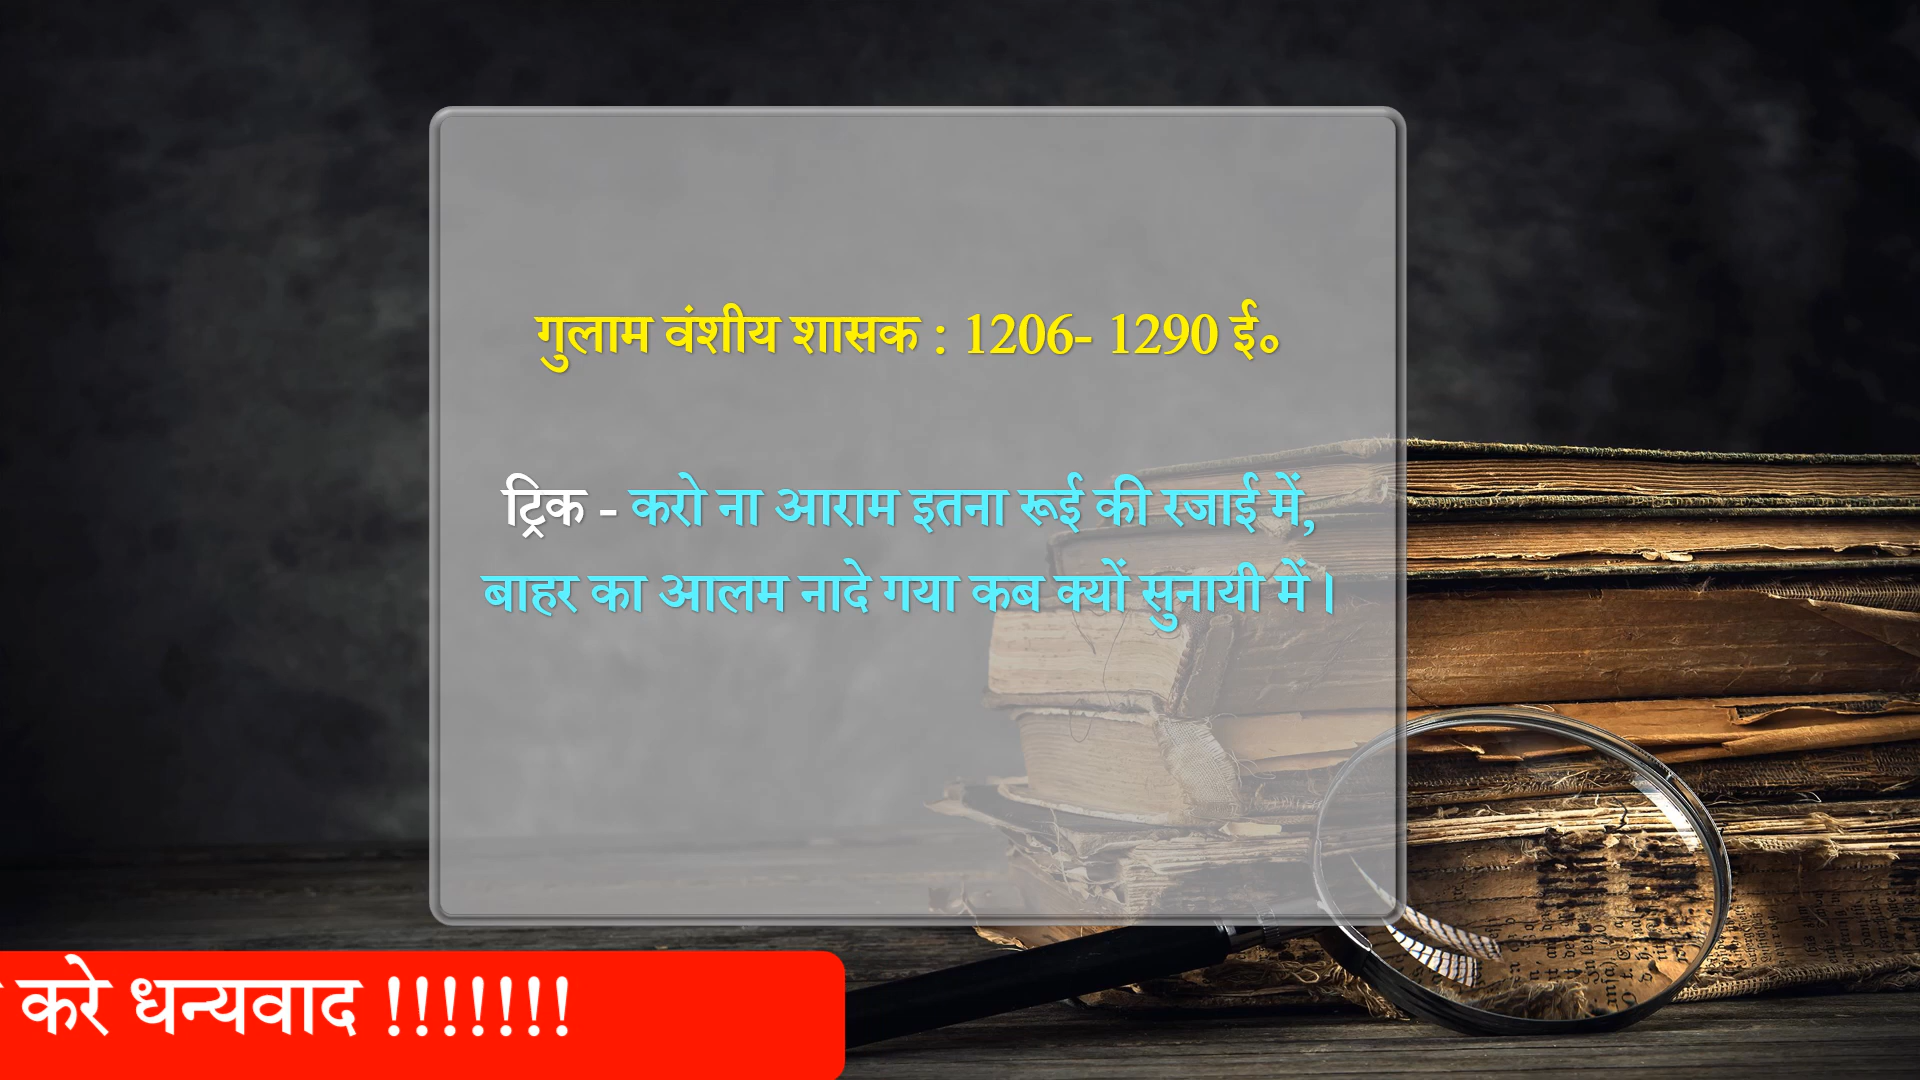 गुलाम वंशीय शासक : 1206- 1290 ई०
ट्रिक - करो ना आराम इतना रूई की रजाई में,
बाहर का आलम नादे गया कब क्यों सुनायी में।
करे धन्यवाद !!!!!!!